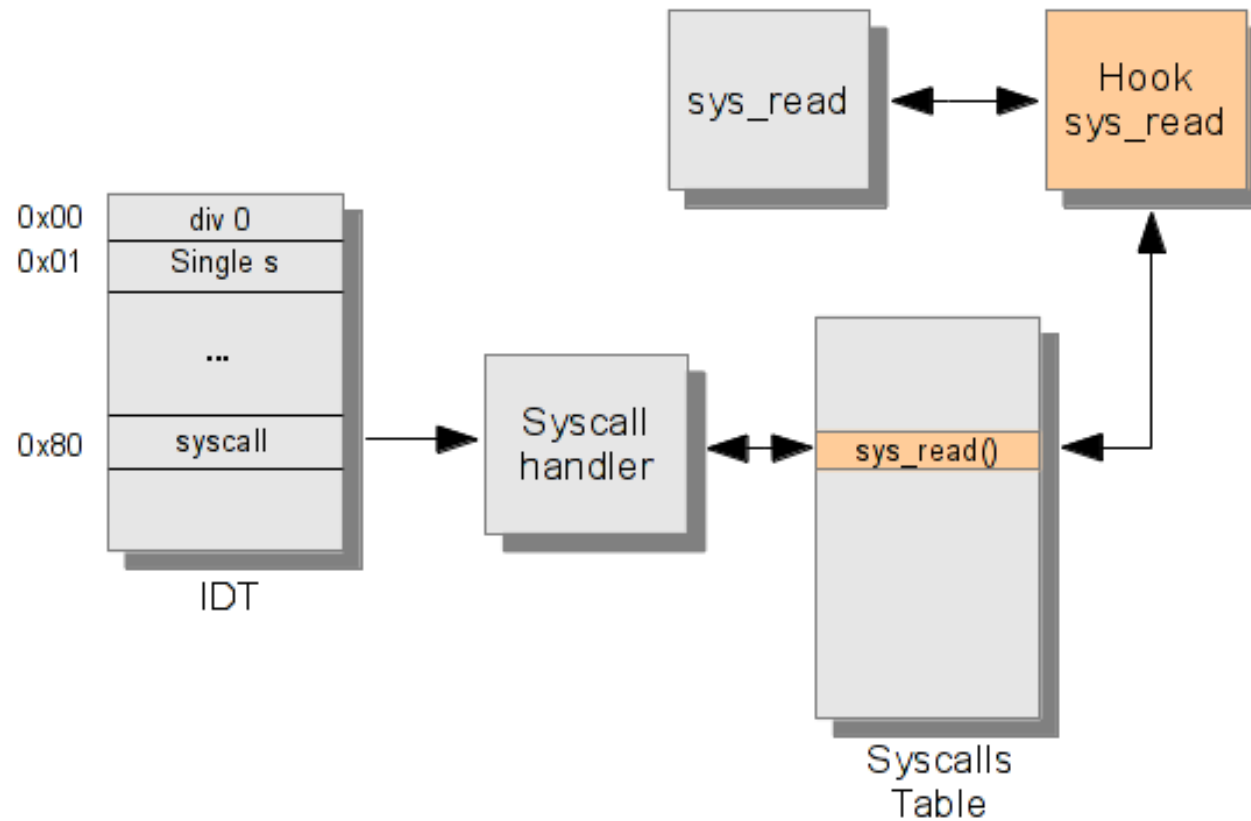 sys_read
Hook
sys_read
0x00
div 0
0x01
Single s
...
0x80
syscall
IDT
Syscall
handler
sys_read()
Syscalls
Table